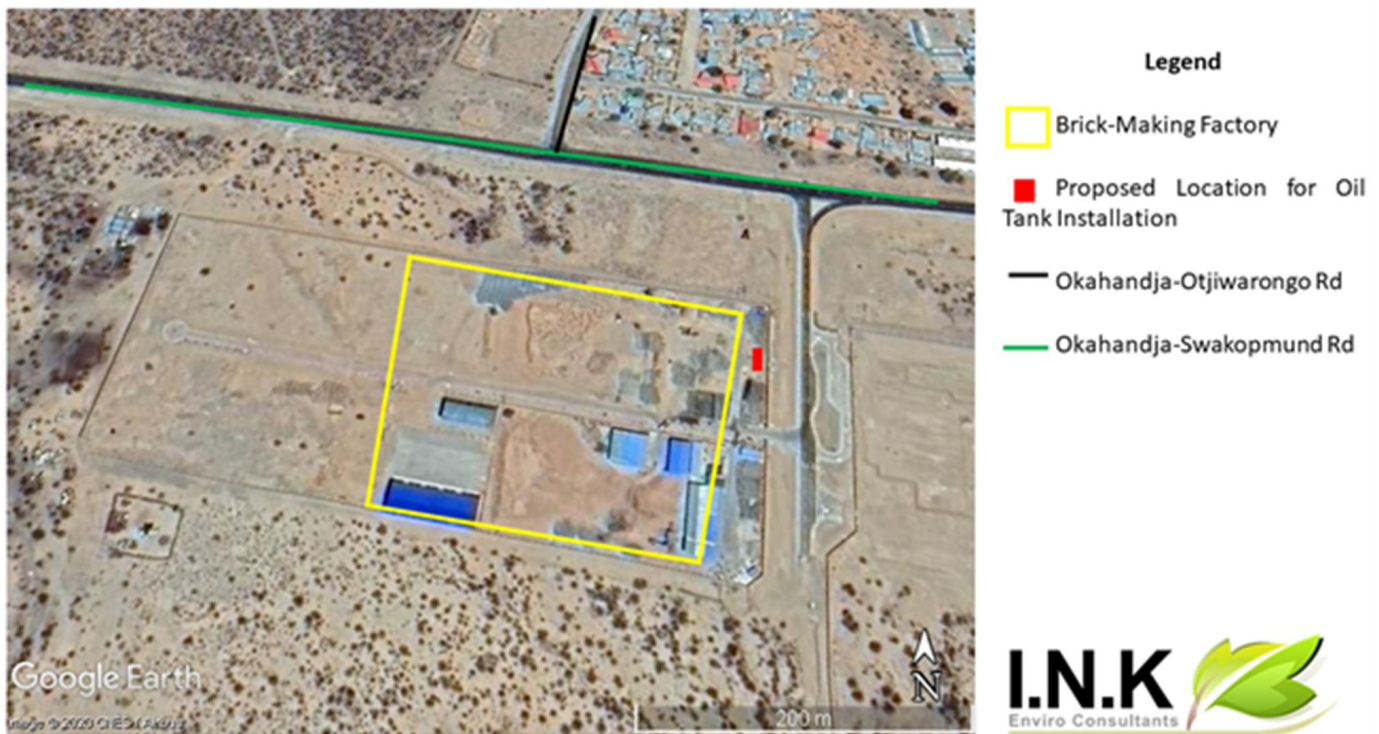 Legend
Brick-Making Factory
Proposed Location for Oil
Tank Installation
Okahandja-Otjiwarongo Rd
Okahandja-Swakopmund Rd
Google Earth
N
200 m
I.N.K
Enviro Consultants